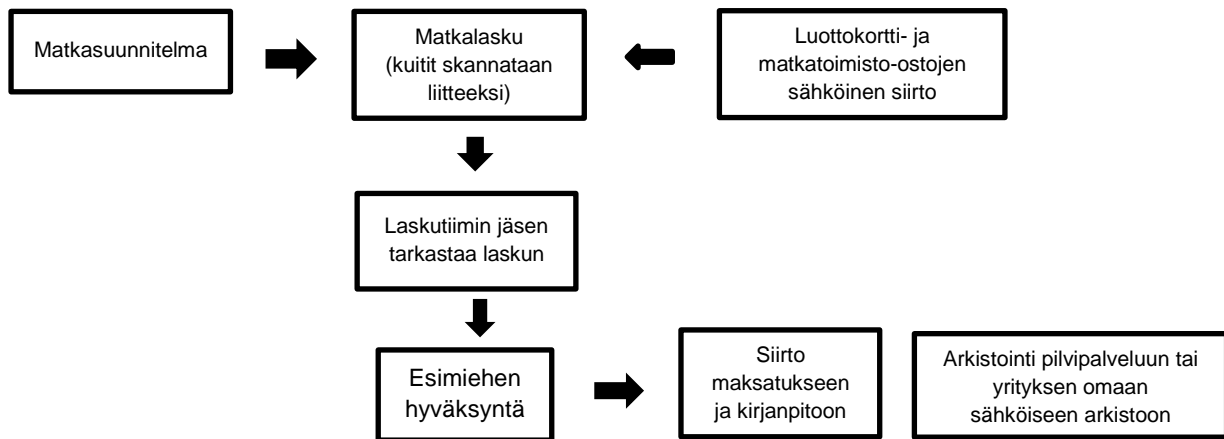 Matkasuunnitelma
Matkalasku
(kuitit skannataan
liitteeksi)
Luottokortti- ja
matkatoimisto-ostojen
sähköinen siirto
Laskutiimin jäsen
tarkastaa laskun
Esimiehen
hyväksyntä
Siirto
maksatukseen
ja kirjanpitoon
Arkistointi pilvipalveluun tai
yrityksen omaan
sähköiseen arkistoon